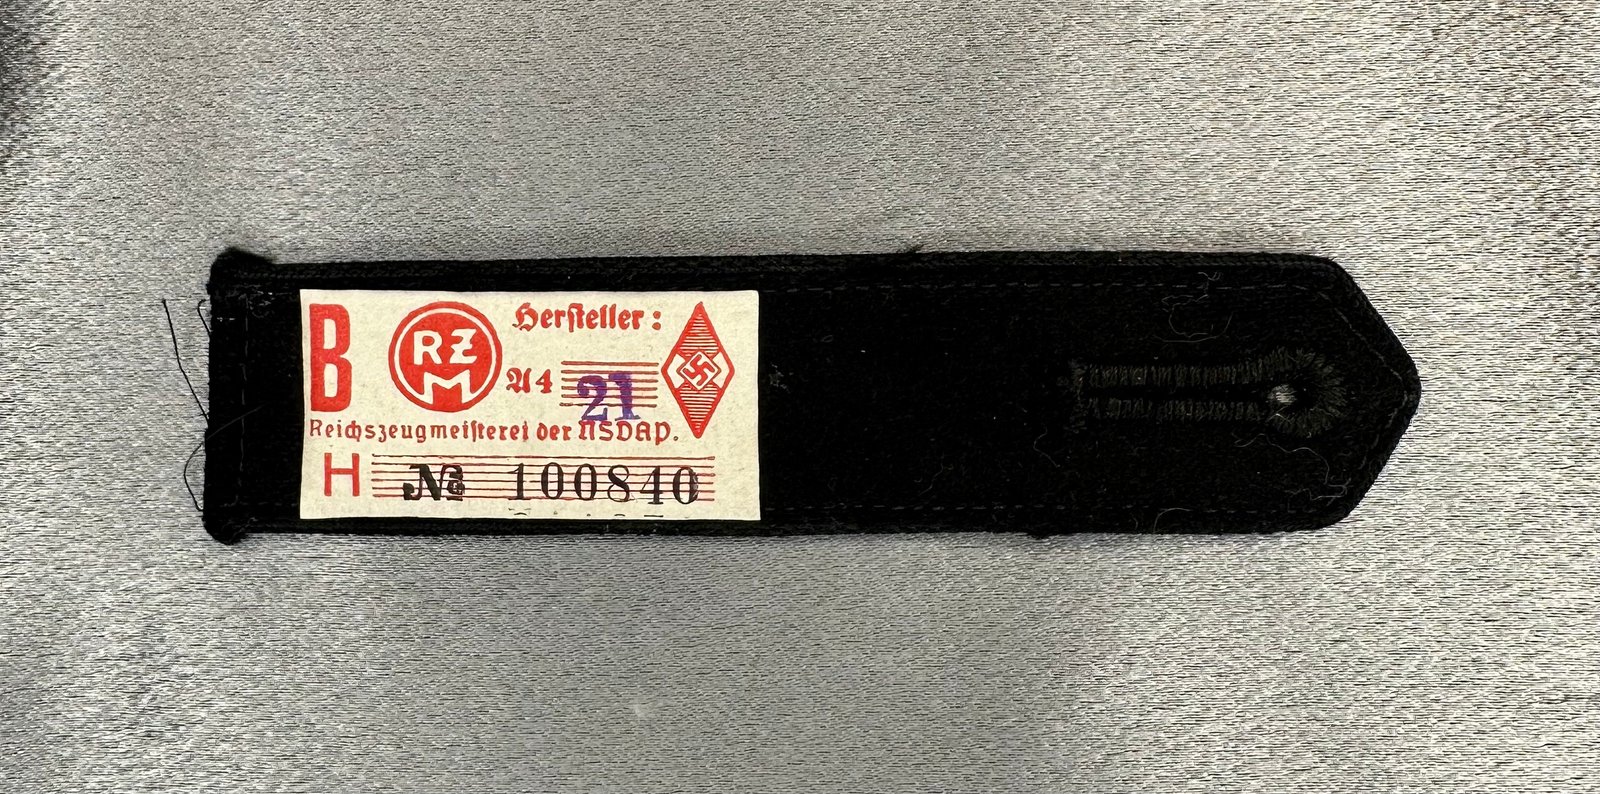 B
RZM
Hersteller:
A4 21
Reichszeugmeisterei der NSDAP.
H № 100840